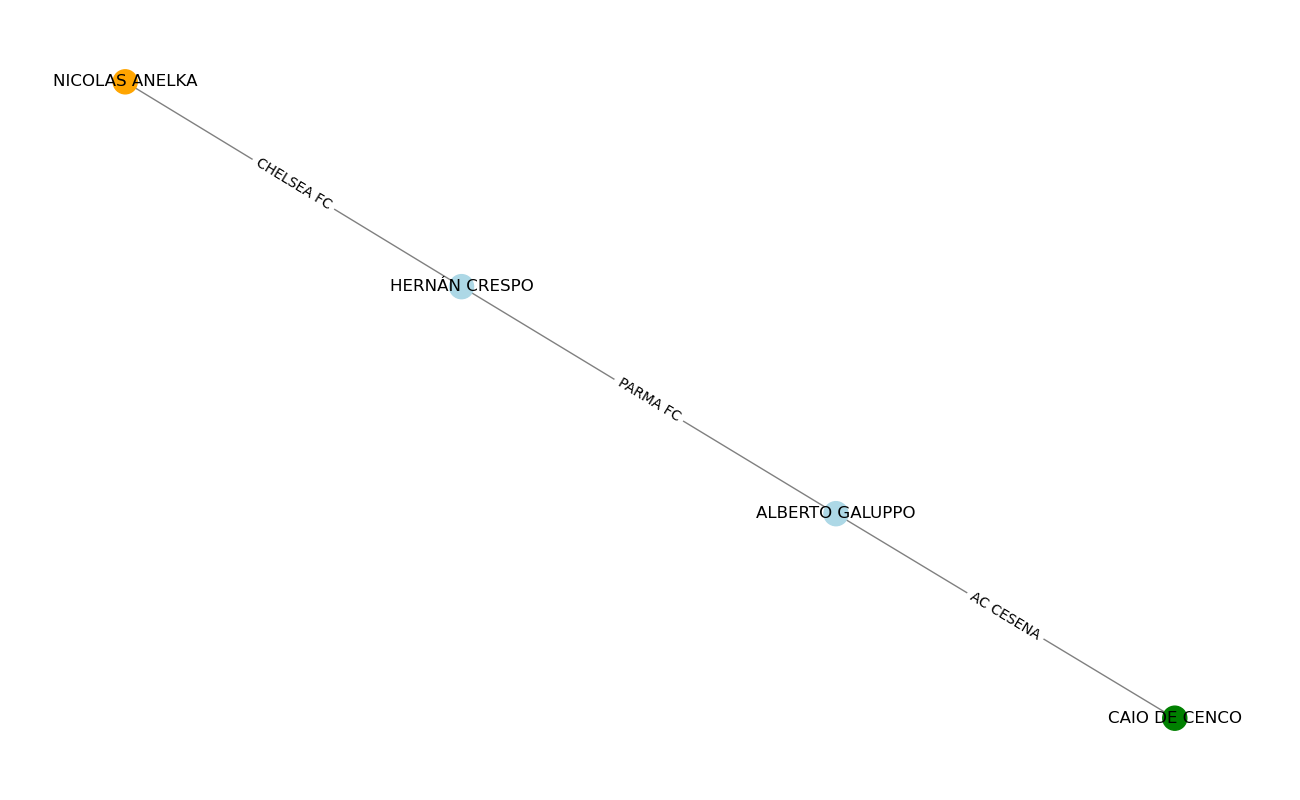 NICOLAS ANELKA
CHELSEA FC
HERNÁN CRESPO
PARMA FC
ALBERTO GALUPPO
AC CESENA
CAIO DE CENCO